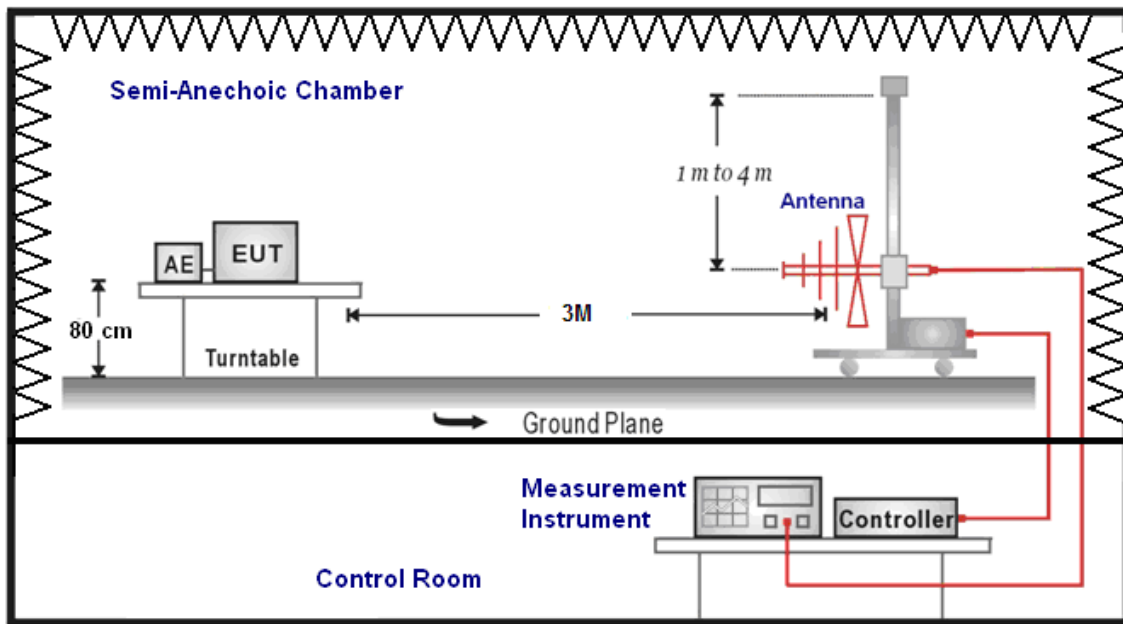 Semi-Anechoic Chamber
1 m to 4 m
Antenna
AE
EUT
80 cm
3M
Turntable
Ground Plane
Measurement
Instrument
Controller
Control Room